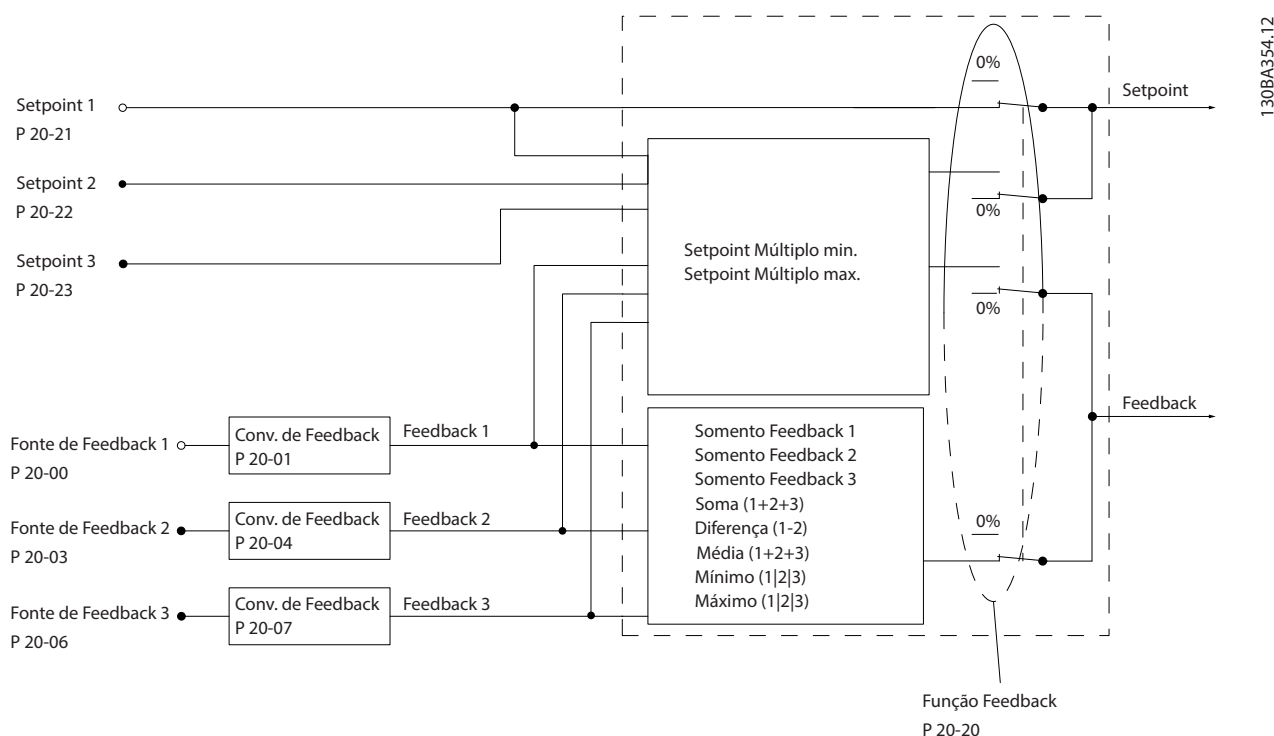 130BA354.12
0%
Setpoint
Setpoint 1
P 20-21
Setpoint 2
P 20-22
0%
Setpoint 3
P 20-23
Setpoint Múltiplo min.
Setpoint Múltiplo max.
0%
Feedback
Fonte de Feedback 1
P 20-00
Conv. de Feedback
P 20-01
Feedback 1
Fonte de Feedback 2
P 20-03
Conv. de Feedback
P 20-04
Feedback 2
Fonte de Feedback 3
P 20-06
Conv. de Feedback
P 20-07
Feedback 3
Somento Feedback 1
Somento Feedback 2
Somento Feedback 3
Soma (1+2+3)
Diferença (1-2)
Média (1+2+3)
Mínimo (1|2|3)
Máximo (1|2|3)
0%
Função Feedback
P 20-20